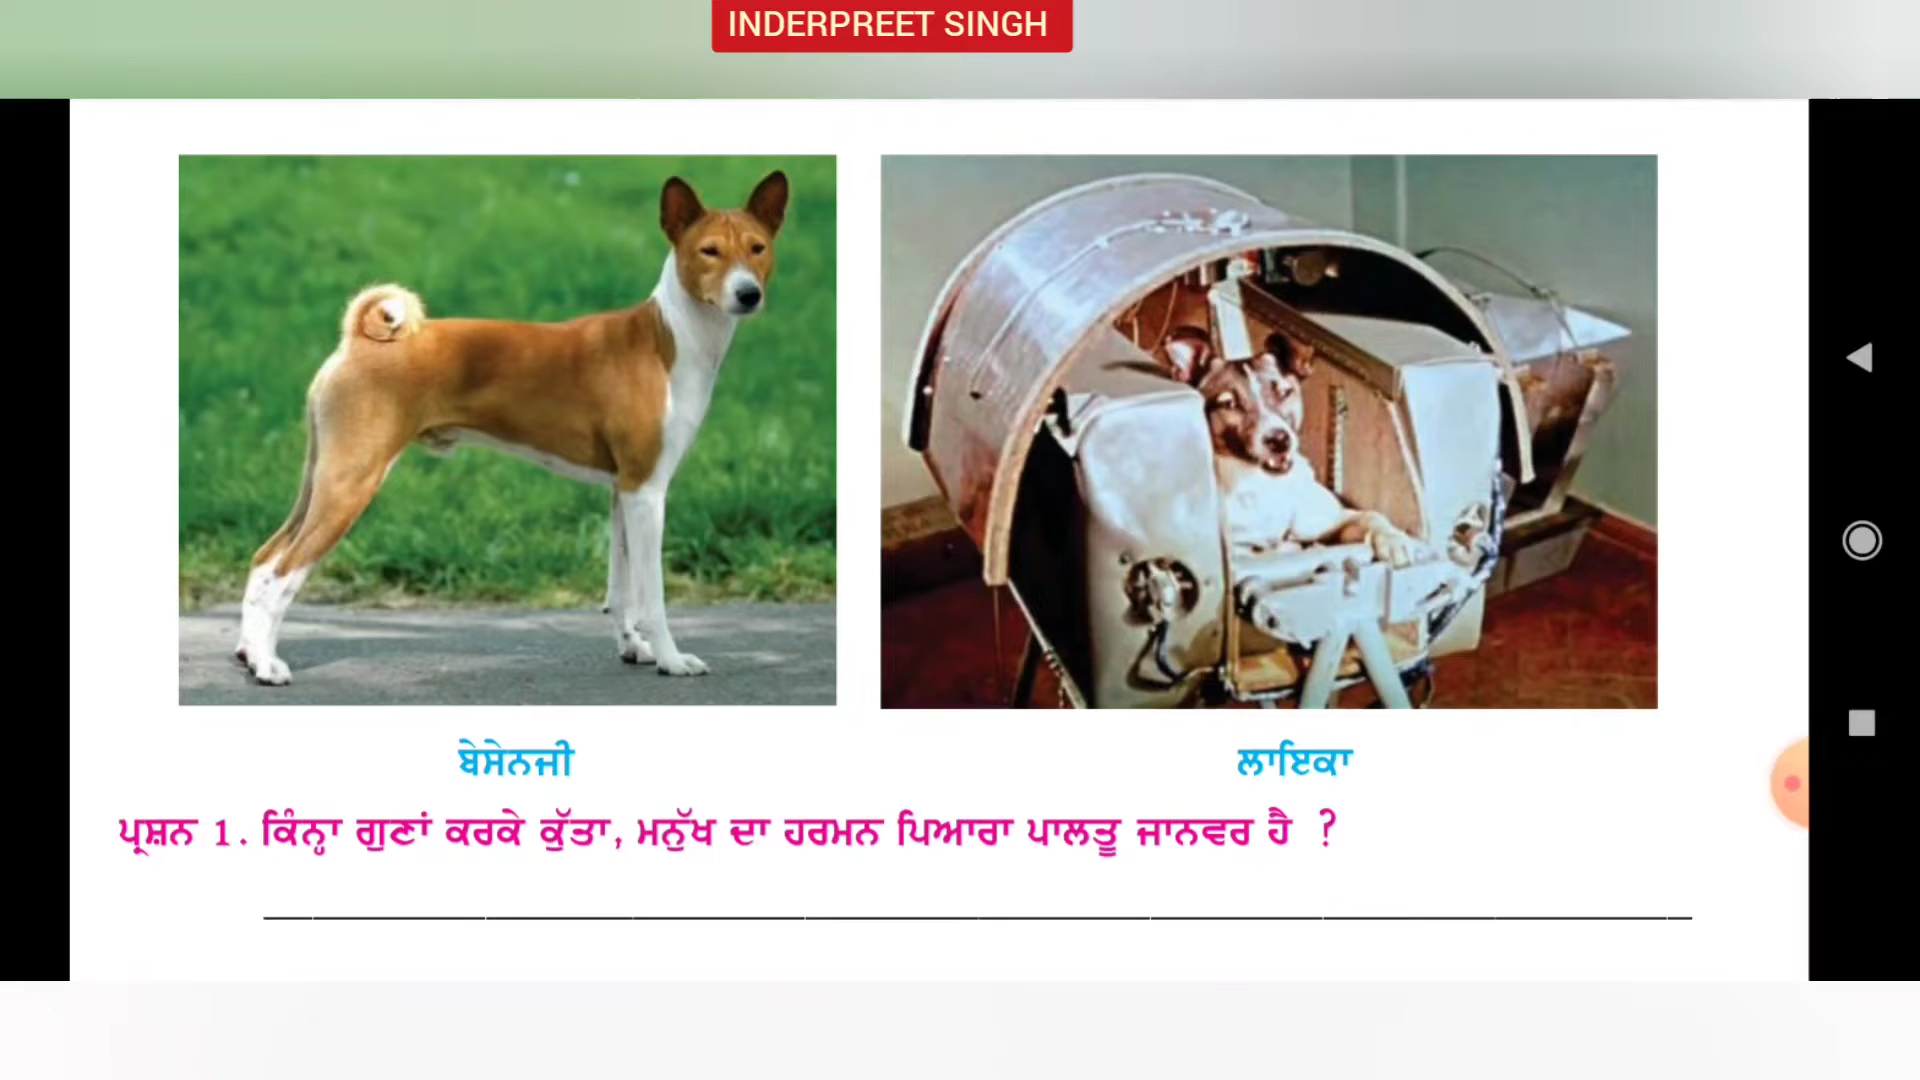 INDERPREET SINGH
ਬੇਸੇਨਜੀ
ਲਾਇਕਾ
ਪ੍ਰਸ਼ਨ 1. ਕਿੰਨ੍ਹਾ ਗੁਣਾਂ ਕਰਕੇ ਕੁੱਤਾ, ਮਨੁੱਖ ਦਾ ਹਰਮਨ ਪਿਆਰਾ ਪਾਲਤੂ ਜਾਨਵਰ ਹੈ ?